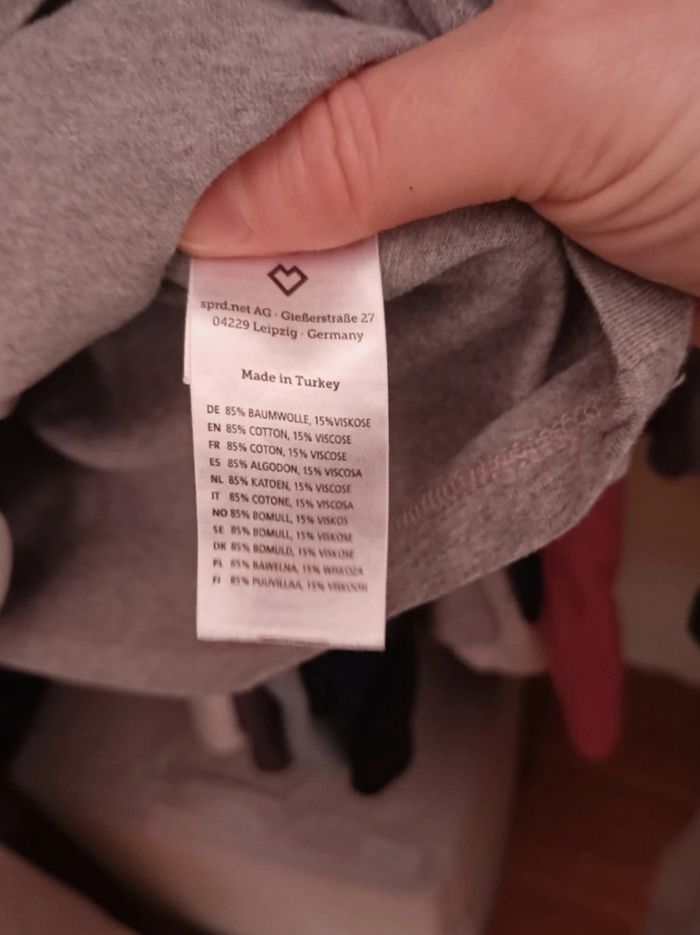 sprd.net AG · Gießerstraße 27
04229 Leipzig · Germany
Made in Turkey
DE 85% BAUMWOLLE, 15%VISKOSE
EN 85% COTTON, 15% VISCOSE
FR 85% COTON, 15% VISCOSE
ES 85% ALGODON, 15% VISCOSA
NL 85% KATOEN, 15% VISCOSE
IT 85% COTONE, 15% VISCOSA
NO 85% BOMULL, 15% VISKOS
SE 85% BOMULL, 15% VISKOSE
DK 85% BOMULD, 15% VISKOSE
PL 85% BAWELNA, 15% WISKOZA
FI 85% PUUVILLAA, 15% VISKOOSI